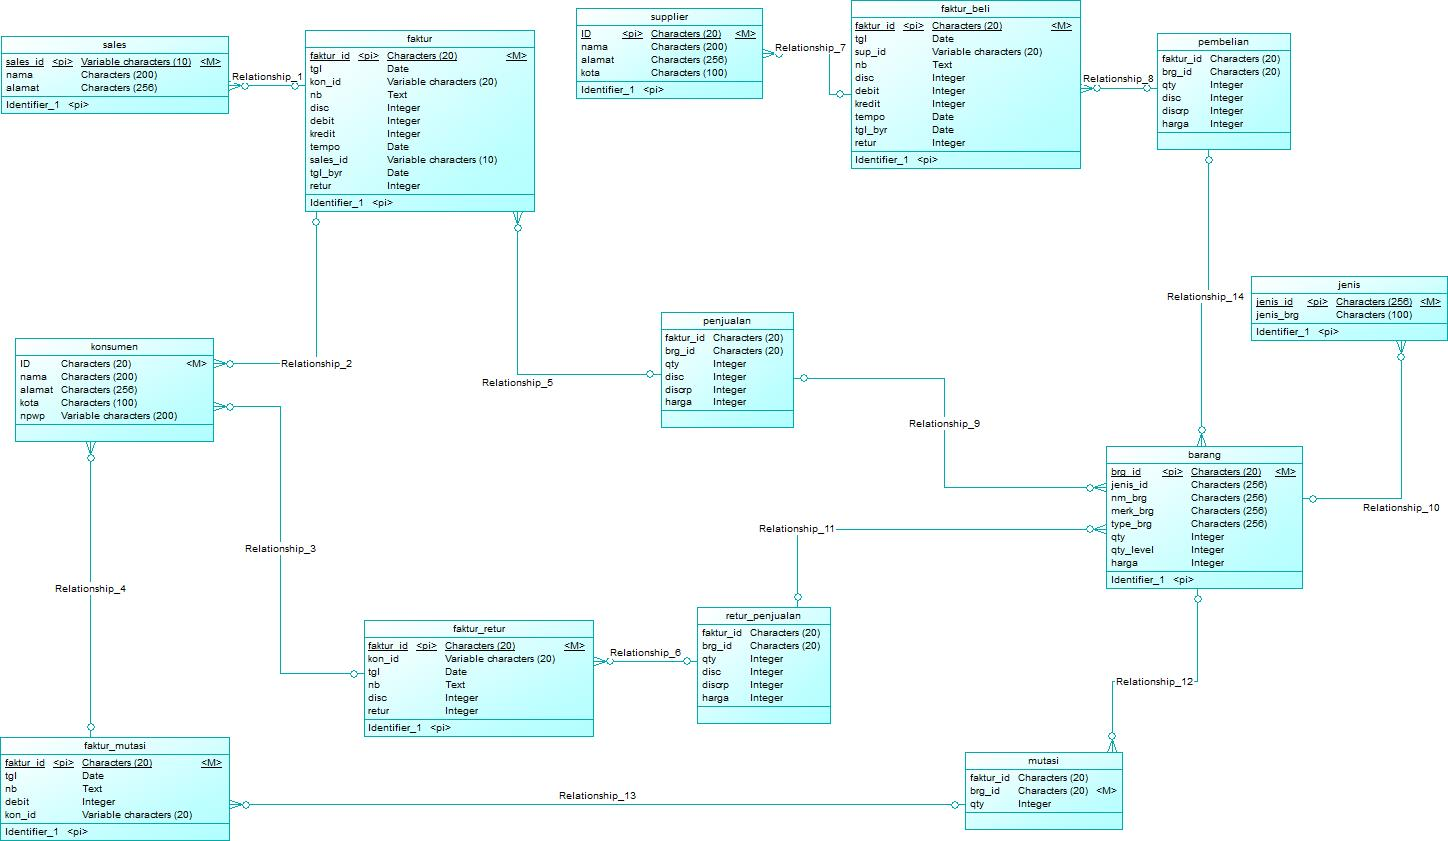 sales
sales_id <pi> Variable characters (10) <M>
nama Characters (200)
alamat Characters (256)
Identifier_1 <pi>
Relationship_1
faktur
faktur_id <pi> Characters (20) <M>
tgl Date
kon_id Variable characters (20)
nb Text
disc Integer
debit Integer
kredit Integer
tempo Date
sales_id Variable characters (10)
tgl_byr Date
retur Integer
Identifier_1 <pi>
supplier
ID <pi> Characters (20) <M>
nama Characters (200)
alamat Characters (256)
kota Characters (100)
Identifier_1 <pi>
Relationship_7
faktur_beli
faktur_id <pi> Characters (20) <M>
tgl Date
sup_id Variable characters (20)
nb Text
disc Integer
debit Integer
kredit Integer
tempo Date
tgl_byr Date
retur Integer
Identifier_1 <pi>
Relationship_8
pembelian
faktur_id Characters (20)
brg_id Characters (20)
qty Integer
disc Integer
discrp Integer
harga Integer
Relationship_14
jenis
jenis_id <pi> Characters (256) <M>
jenis_brg Characters (100)
Identifier_1 <pi>
konsumen
ID Characters (20) <M>
nama Characters (200)
alamat Characters (256)
kota Characters (100)
npwp Variable characters (200)
Relationship_2
Relationship_5
penjualan
faktur_id Characters (20)
brg_id Characters (20)
qty Integer
disc Integer
discrp Integer
harga Integer
Relationship_9
barang
brg_id <pi> Characters (20) <M>
jenis_id Characters (256)
nm_brg Characters (256)
merk_brg Characters (256)
type_brg Characters (256)
qty Integer
qty_level Integer
harga Integer
Identifier_1 <pi>
Relationship_10
Relationship_11
Relationship_3
Relationship_4
faktur_retur
faktur_id <pi> Characters (20) <M>
kon_id Variable characters (20)
tgl Date
nb Text
disc Integer
retur Integer
Identifier_1 <pi>
Relationship_6
retur_penjualan
faktur_id Characters (20)
brg_id Characters (20)
qty Integer
disc Integer
discrp Integer
harga Integer
Relationship_12
faktur_mutasi
faktur_id <pi> Characters (20) <M>
tgl Date
nb Text
debit Integer
kon_id Variable characters (20)
Identifier_1 <pi>
Relationship_13
mutasi
faktur_id Characters (20)
brg_id Characters (20) <M>
qty Integer